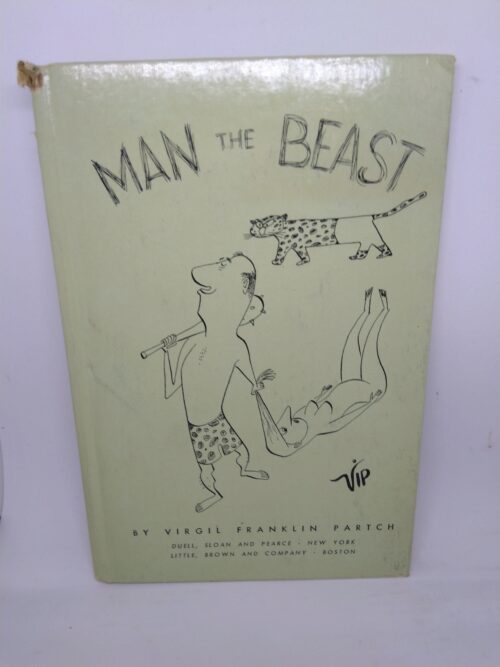 MAN THE BEAST
ViP
BY VIRGIL FRANKLIN PARTCH
DUELL, SLOAN AND PEARCE · NEW YORK
LITTLE, BROWN AND COMPANY · BOSTON